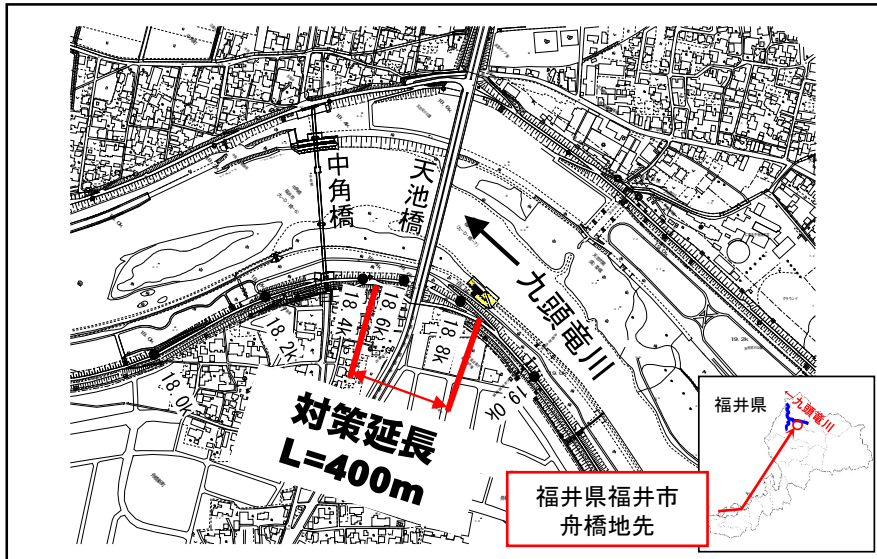 中角橋
天池橋
九頭竜川
18.0k
18.2k
18.4k
18.6k
18.8k
19.0k
19.2k
対策延長
L=400m
福井県福井市
舟橋地先
福井県
←九頭竜川